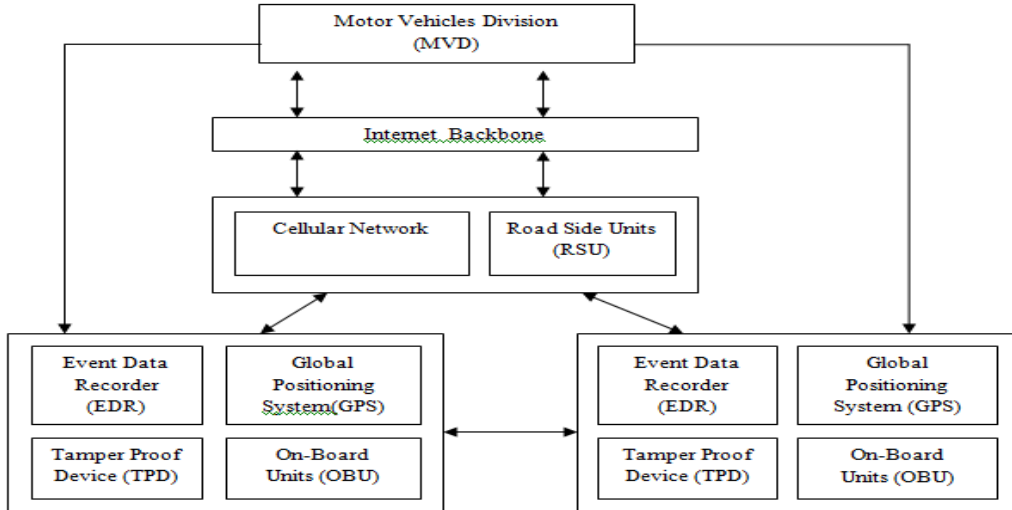 Motor Vehicles Division
(MVD)
Internet Backbone
Cellular Network
Road Side Units
(RSU)
Event Data
Recorder
(EDR)
Global
Positioning
System(GPS)
Tamper Proof
Device (TPD)
On-Board
Units (OBU)
Event Data
Recorder
(EDR)
Global
Positioning
System (GPS)
Tamper Proof
Device (TPD)
On-Board
Units (OBU)